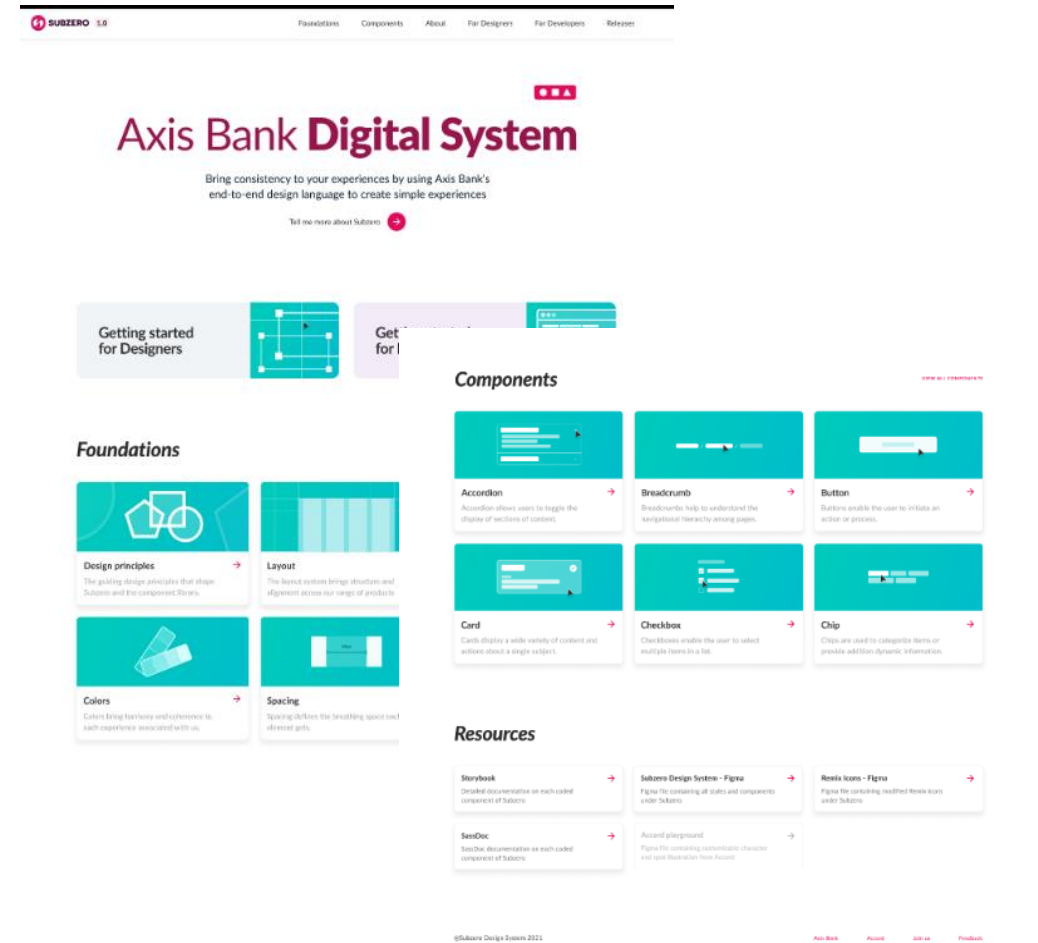 SUBZERO 1.0
Foundations Components About For Designers For Developers Releases
Axis Bank Digital System
Bring consistency to your experiences by using Axis Bank's
end-to-end design language to create simple experiences
Tell me more about Subzero
Getting started
for Designers
Foundations
Design principles
The guiding design principles that shape
Subzero and the component library.
Layout
The layout system brings structure and
alignment across our range of products
Colors
Colors bring harmony and coherence to
each experience associated with us.
Spacing
Spacing defines the breathing space
element gets.
Components
VIEW ALL COMPONENTS
Accordion
Accordion allows users to toggle the
display of sections of content.
Breadcrumb
Breadcrumbs help to understand the
navigational hierarchy among pages.
Button
Buttons enable the user to initiate an
action or process.
Card
Cards display a wide variety of content and
actions about a single subject.
Checkbox
Checkboxes enable the user to select
multiple items in a list.
Chip
Chips are used to categorize items or
provide addition dynamic information.
Resources
Storybook
Detailed documentation on each coded
component of Subzero
Subzero Design System - Figma
Figma file containing all states and components
under Subzero
Remix Icons - Figma
Figma file containing modified Remix icons
under Subzero
SassDoc
SassDoc documentation on each coded
component of Subzero
Accord playground
Figma file containing customizable character
and spot illustration from Accord
@Subzero Design System 2021
Axis Bank Accord Join us Feedback